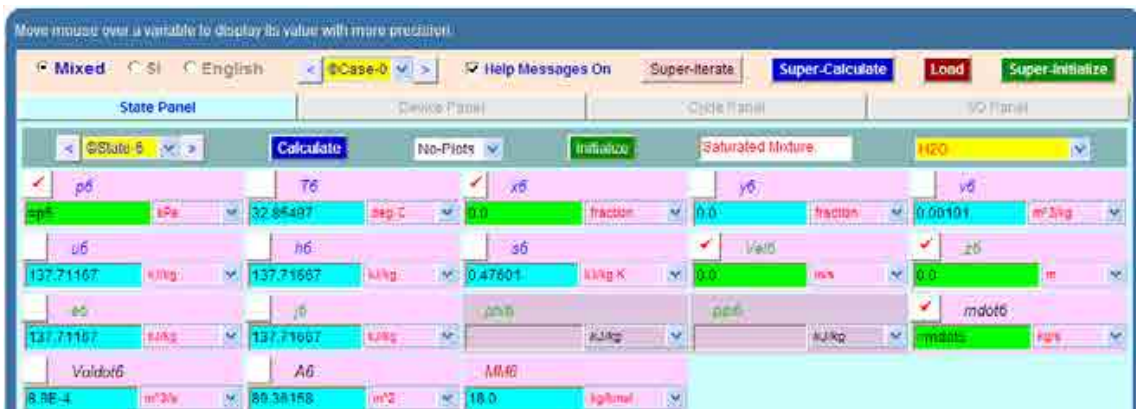 Move mouse over a variable to display its value with more precision.
Mixed SI English < ©Case-0 > Help Messages On Super-Iterate Super-Calculate Load Super-Initialize
State Panel Device Panel Cycle Panel I/O Panel
< ©State-6 > Calculate No-Plots Initialize Saturated Mixture H2O
p6 T6 x6 y6 v6
=p5 kPa 32.85497 deg C 0.0 fraction 0.0 fraction 0.00101 m^3/kg
u6 h6 s6 Vel6 z6
137.71167 kJ/kg 137.71667 kJ/kg 0.47601 kJ/kg.K 0.0 m/s 0.0 m
e6 j6 phi6 psi6 mdot6
137.71167 kJ/kg 137.71667 kJ/kg kJ/kg kJ/kg kg/s
Voldot6 A6 MM6
8.9E-4 m^3/s 89.36158 m^2 18.0 kg/kmol